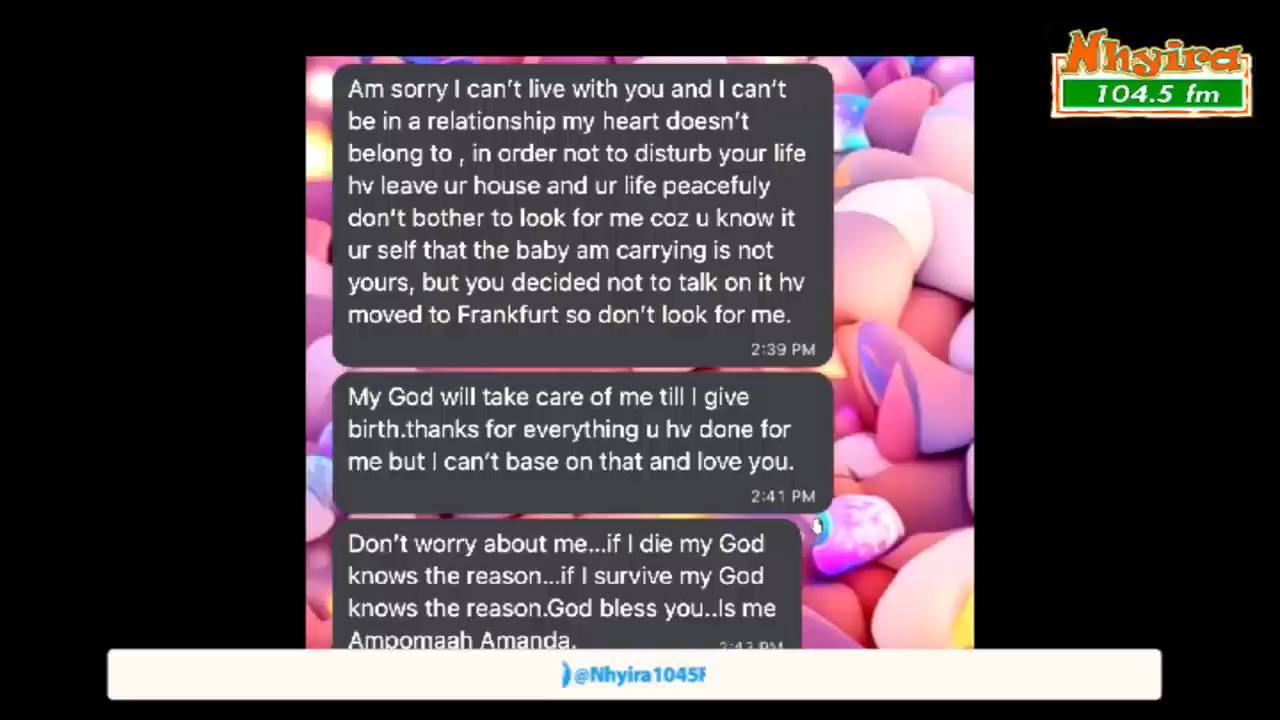 Nhyira
104.5 fm
Am sorry I can't live with you and I can't
be in a relationship my heart doesn't
belong to , in order not to disturb your life
hv leave ur house and ur life peacefuly
don't bother to look for me coz u know it
ur self that the baby am carrying is not
yours, but you decided not to talk on it hv
moved to Frankfurt so don't look for me.
2:39 PM
My God will take care of me till I give
birth.thanks for everything u hv done for
me but I can't base on that and love you.
2:41 PM
Don't worry about me...if I die my God
knows the reason...if I survive my God
knows the reason.God bless you..Is me
Ampomaah Amanda.
@Nhyira1045F